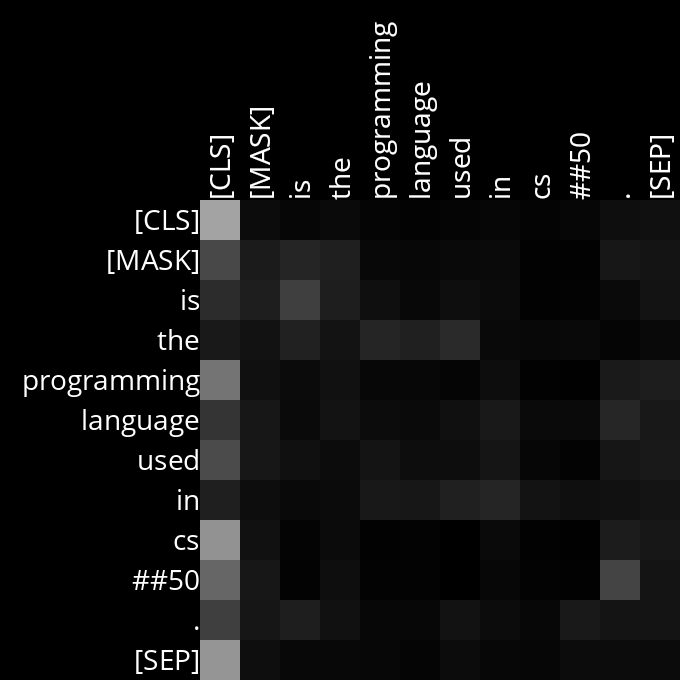 [CLS] [MASK] is the programming language used in cs ##50 . [SEP]
[CLS]
[MASK]
is
the
programming
language
used
in
cs
##50
.
[SEP]